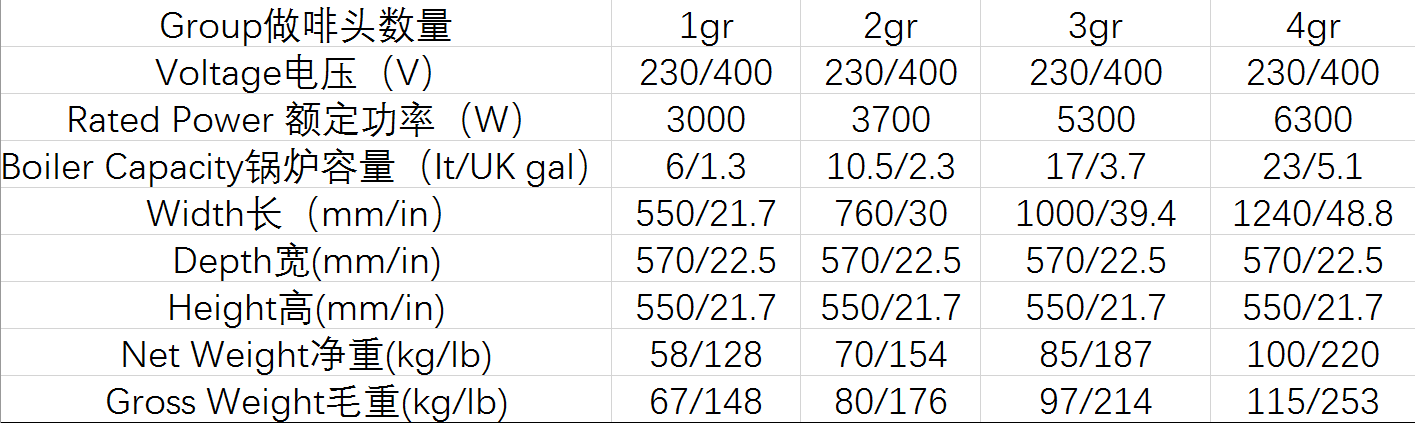 Group做啡头数量 1gr 2gr 3gr 4gr
Voltage电压（V） 230/400 230/400 230/400 230/400
Rated Power 额定功率（W） 3000 3700 5300 6300
Boiler Capacity锅炉容量（lt/UK gal） 6/1.3 10.5/2.3 17/3.7 23/5.1
Width长（mm/in） 550/21.7 760/30 1000/39.4 1240/48.8
Depth宽(mm/in) 570/22.5 570/22.5 570/22.5 570/22.5
Height高(mm/in) 550/21.7 550/21.7 550/21.7 550/21.7
Net Weight净重(kg/lb) 58/128 70/154 85/187 100/220
Gross Weight毛重(kg/lb) 67/148 80/176 97/214 115/253